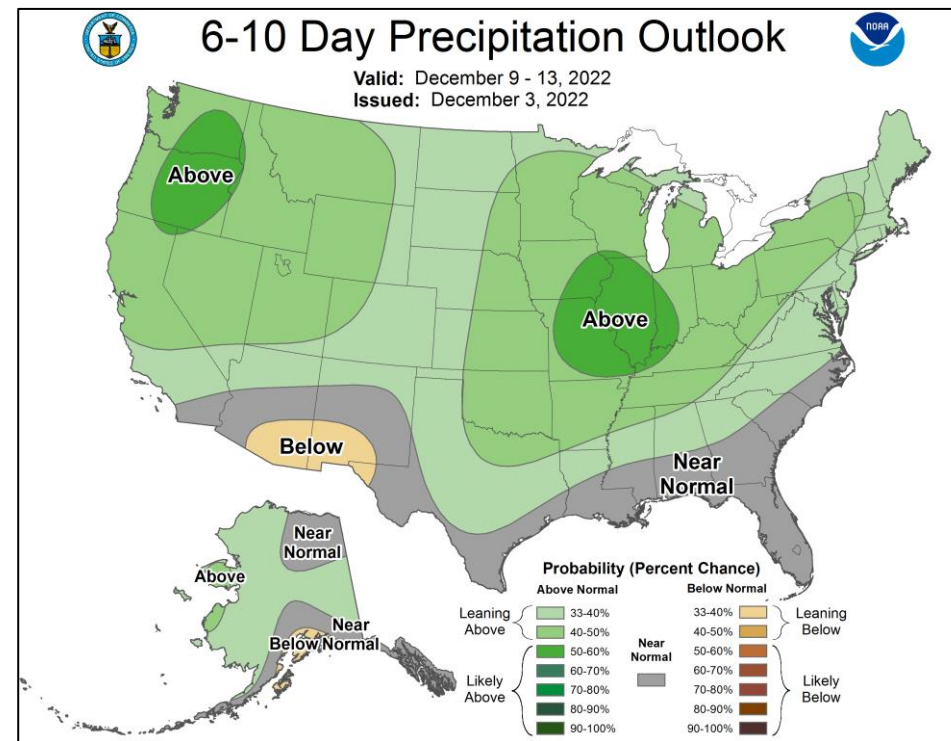 6-10 Day Precipitation Outlook
NOAA
Valid: December 9 - 13, 2022
Issued: December 3, 2022
Above
Above
Below
Near
Normal
Near
Normal
Above
Near
Below Normal
Probability (Percent Chance)
Above Normal Below Normal
Leaning
Above
33-40%
40-50%
Likely
Above
50-60%
60-70%
70-80%
80-90%
90-100%
Near
Normal
33-40%
40-50%
Leaning
Below
50-60%
60-70%
70-80%
80-90%
90-100%
Likely
Below